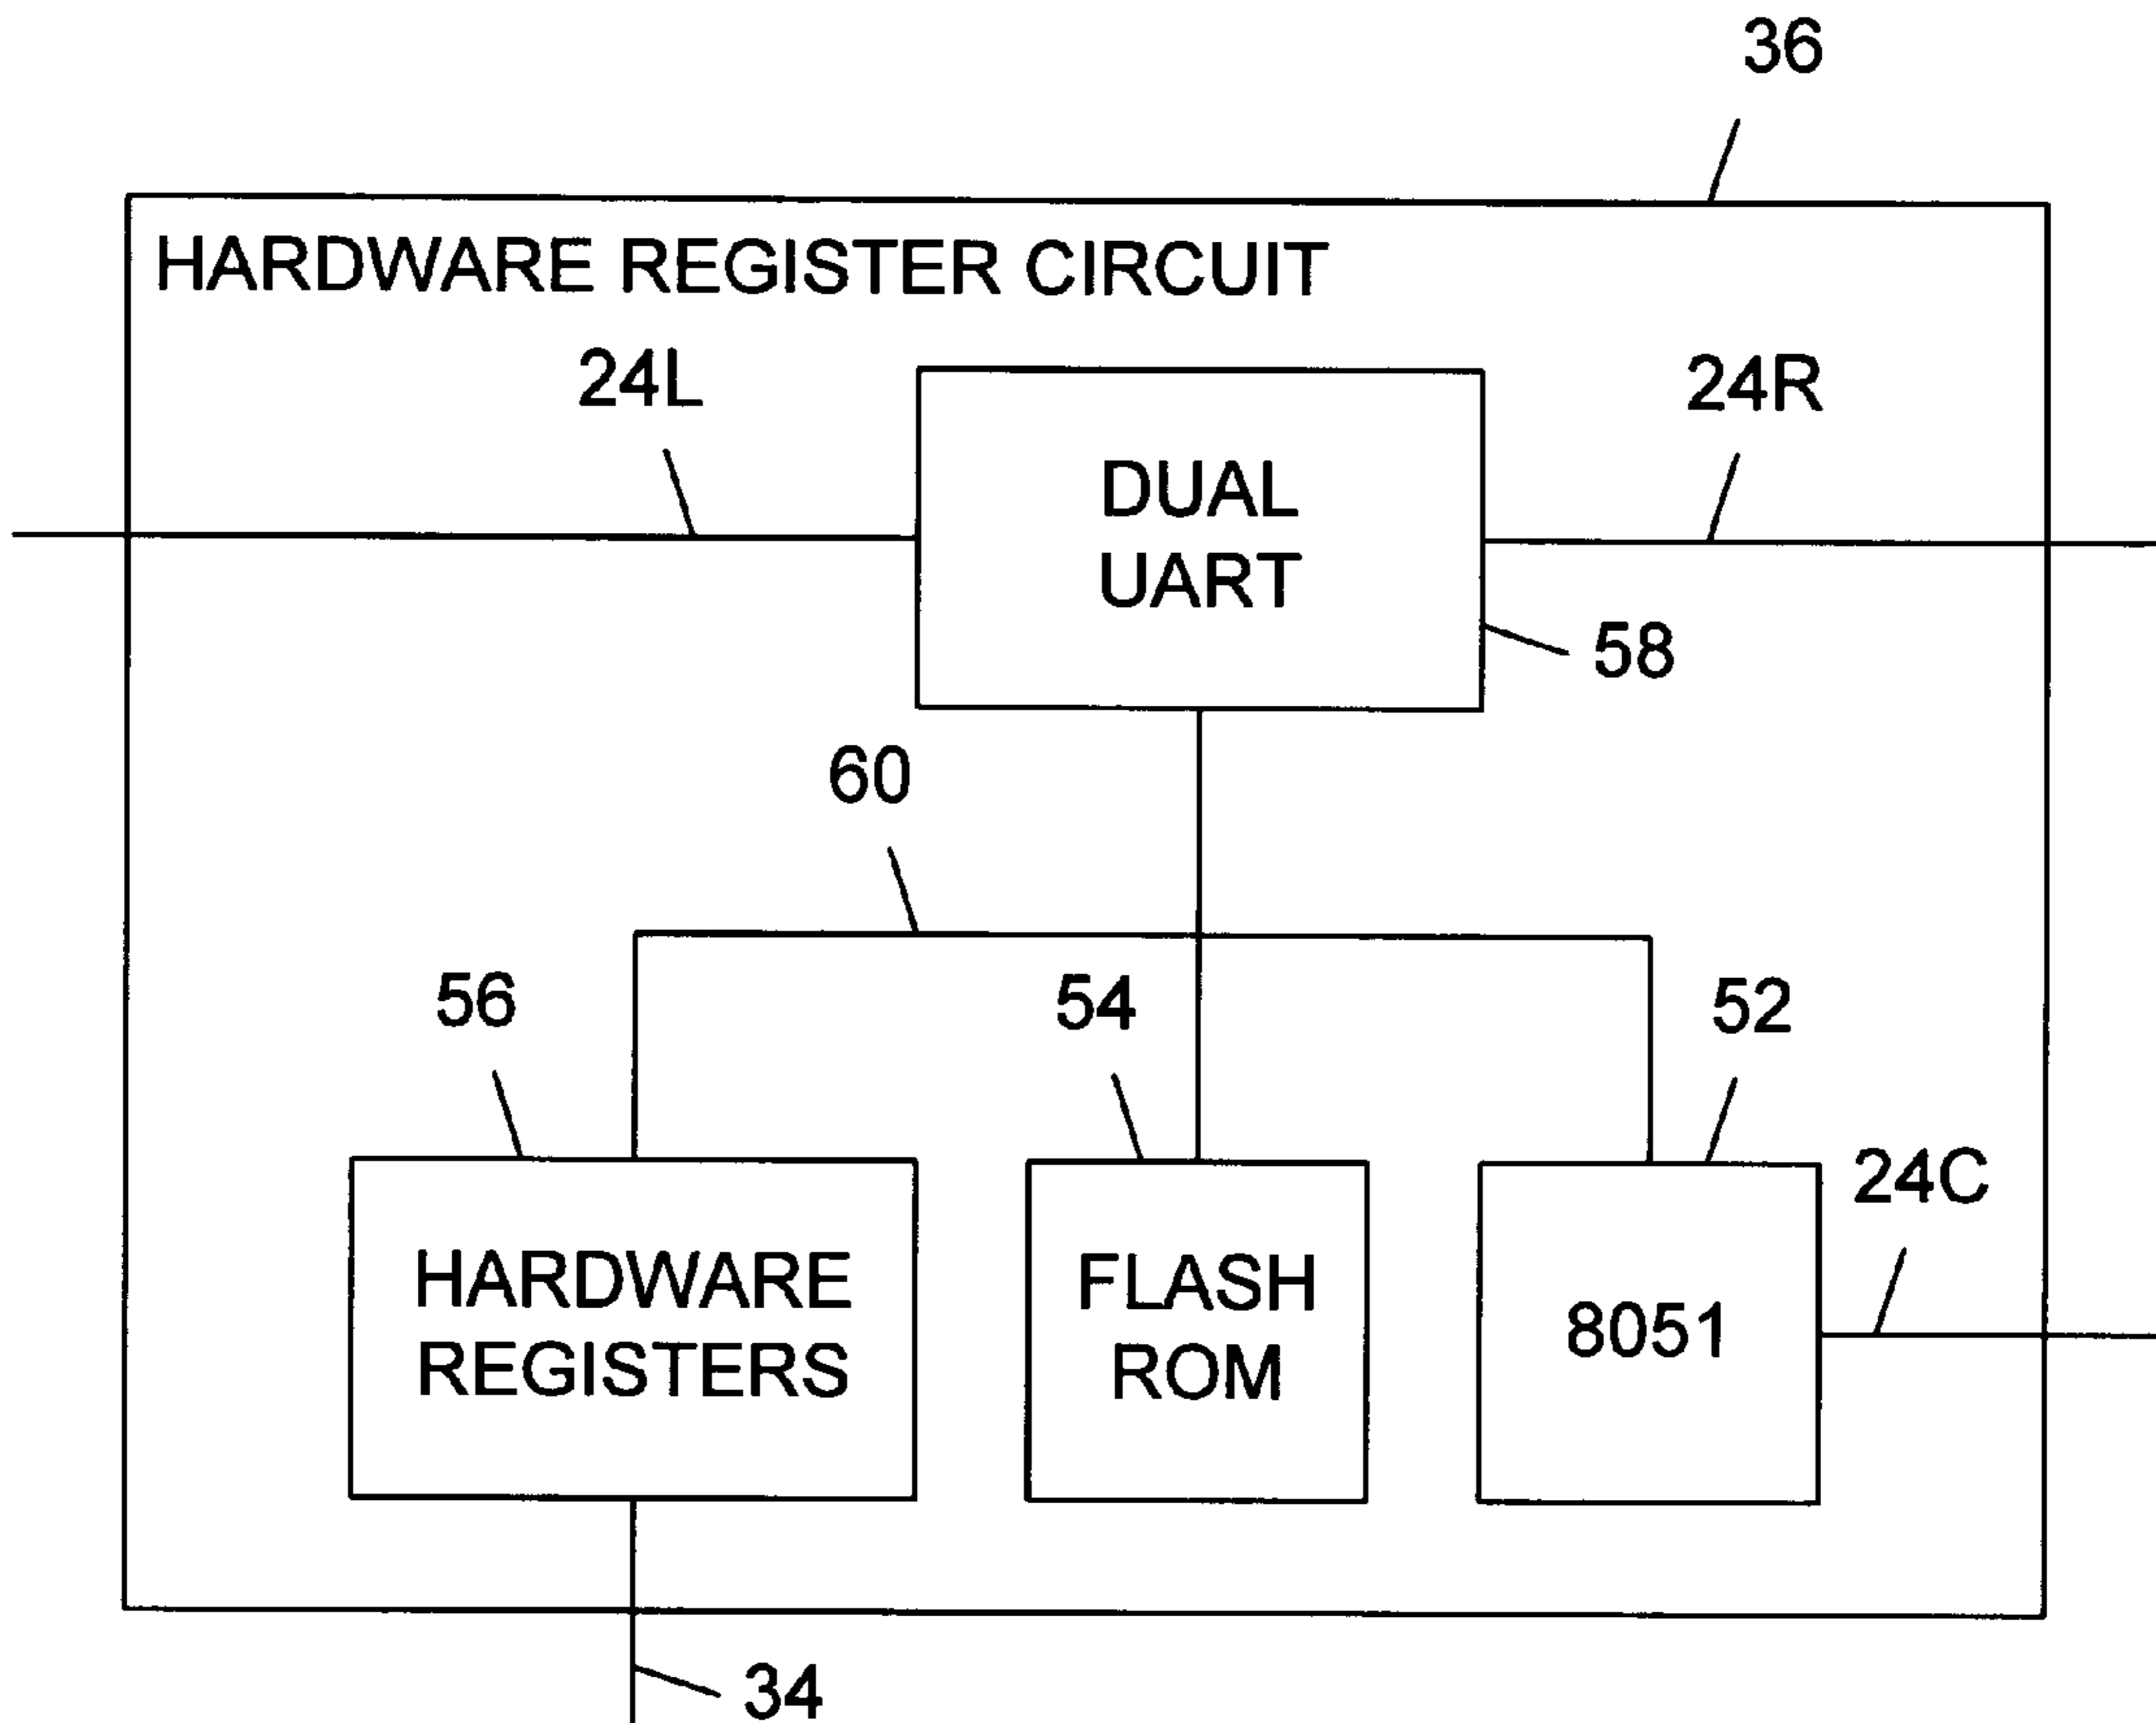 36
HARDWARE REGISTER CIRCUIT
24L
24R
DUAL
UART
58
60
56
54
52
24C
HARDWARE
REGISTERS
FLASH
ROM
8051
34